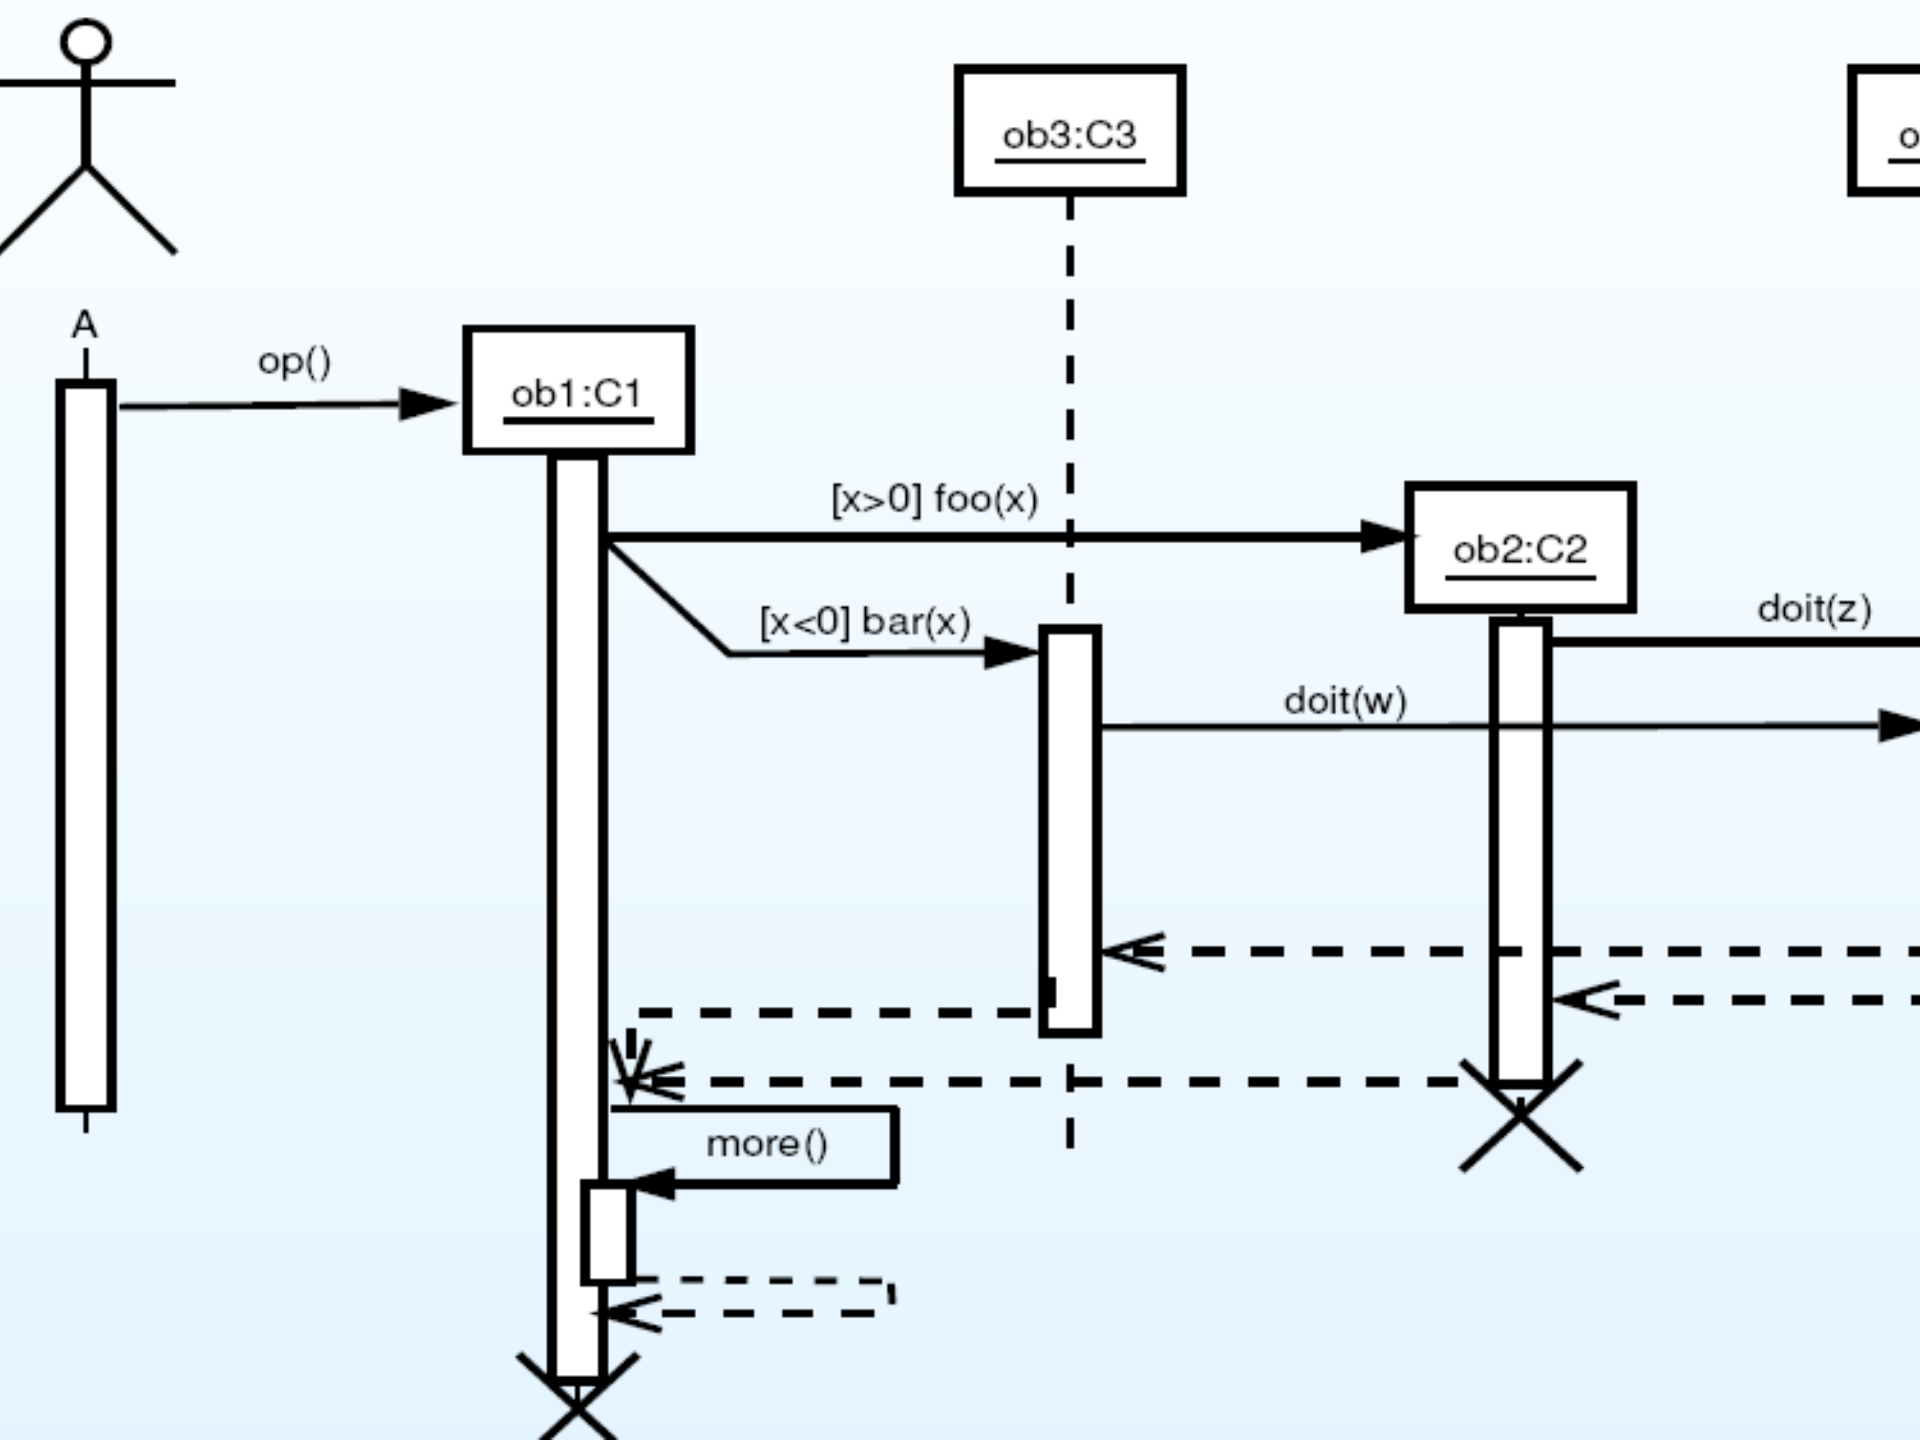 ob3:C3
o
A
op()
ob1:C1
[x>0] foo(x)
ob2:C2
doit(z)
[x<0] bar(x)
doit(w)
more()